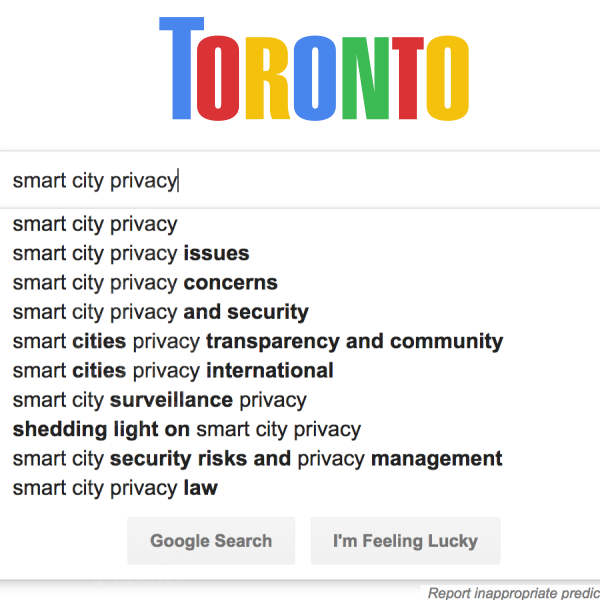 TORONTO
smart city privacy
smart city privacy
smart city privacy issues
smart city privacy concerns
smart city privacy and security
smart cities privacy transparency and community
smart cities privacy international
smart city surveillance privacy
shedding light on smart city privacy
smart city security risks and privacy management
smart city privacy law
Google Search I'm Feeling Lucky
Report inappropriate predic